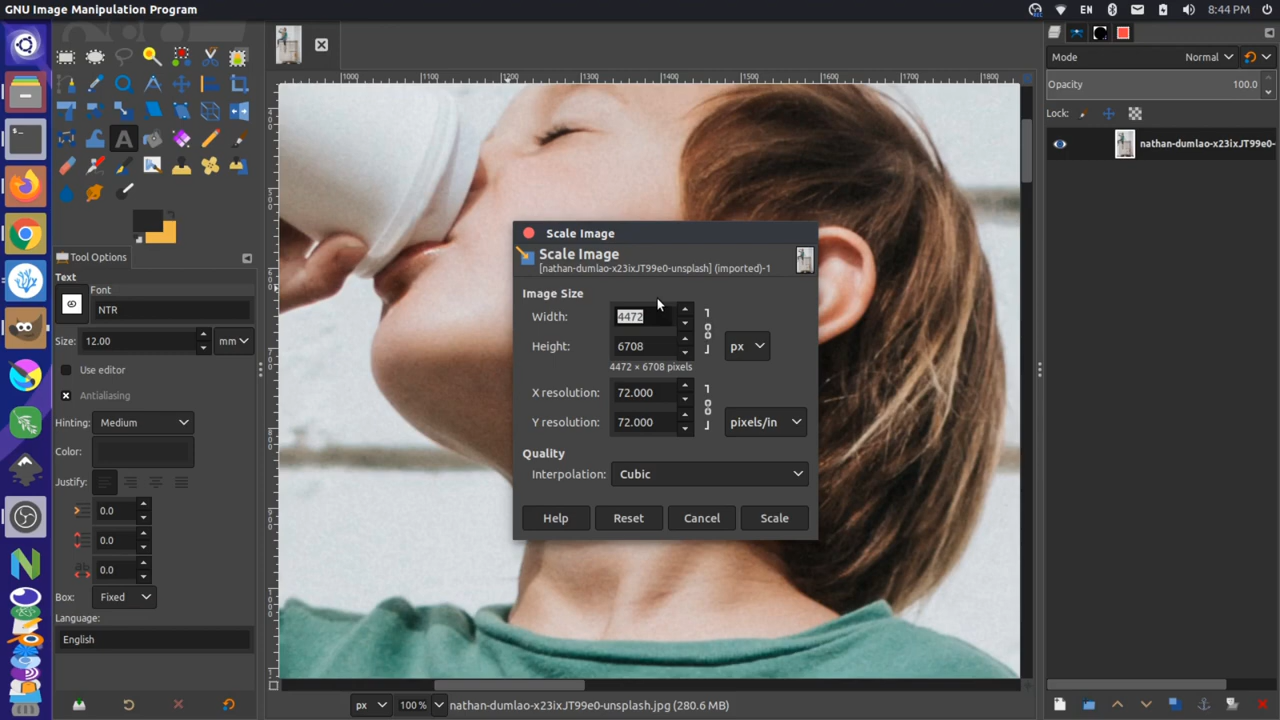 GNU Image Manipulation Program
EN
8:44 PM
Tool Options
Text
Font
NTR
Size:
12.00
mm
Use editor
Antialiasing
Hinting:
Medium
Color:
Justify:
0.0
0.0
0.0
Box:
Fixed
Language:
English
1000
1100
1200
1300
1400
1500
1600
1700
1800
Scale Image
Scale Image
[nathan-dumlao-x23ixJT99e0-unsplash] (imported)-1
Image Size
Width:
4472
Height:
6708
px
4472 × 6708 pixels
X resolution:
72.000
Y resolution:
72.000
pixels/in
Quality
Interpolation:
Cubic
Help
Reset
Cancel
Scale
px
100 %
nathan-dumlao-x23ixJT99e0-unsplash.jpg (280.6 MB)
Mode
Normal
Opacity
100.0
Lock:
nathan-dumlao-x23ixJT99e0-